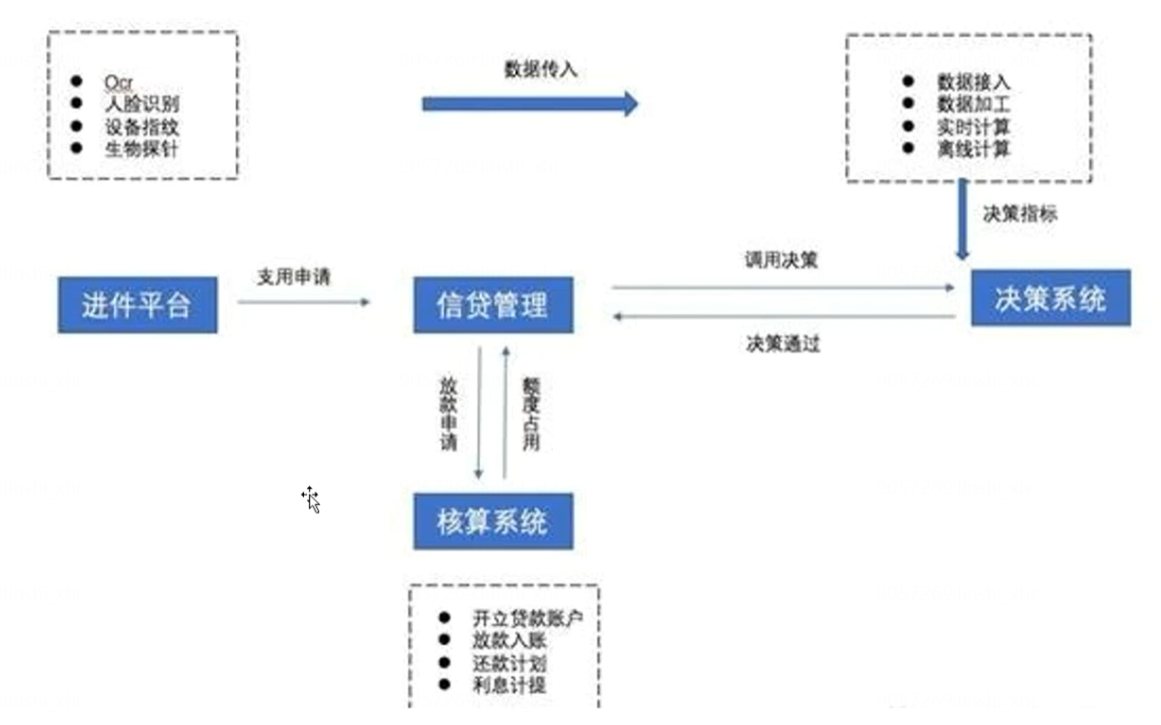 Ocr
人脸识别
设备指纹
生物探针
数据传入
数据接入
数据加工
实时计算
离线计算
决策指标
进件平台
支用申请
信贷管理
调用决策
决策通过
决策系统
放款申请
额度占用
核算系统
开立贷款账户
放款入账
还款计划
利息计提